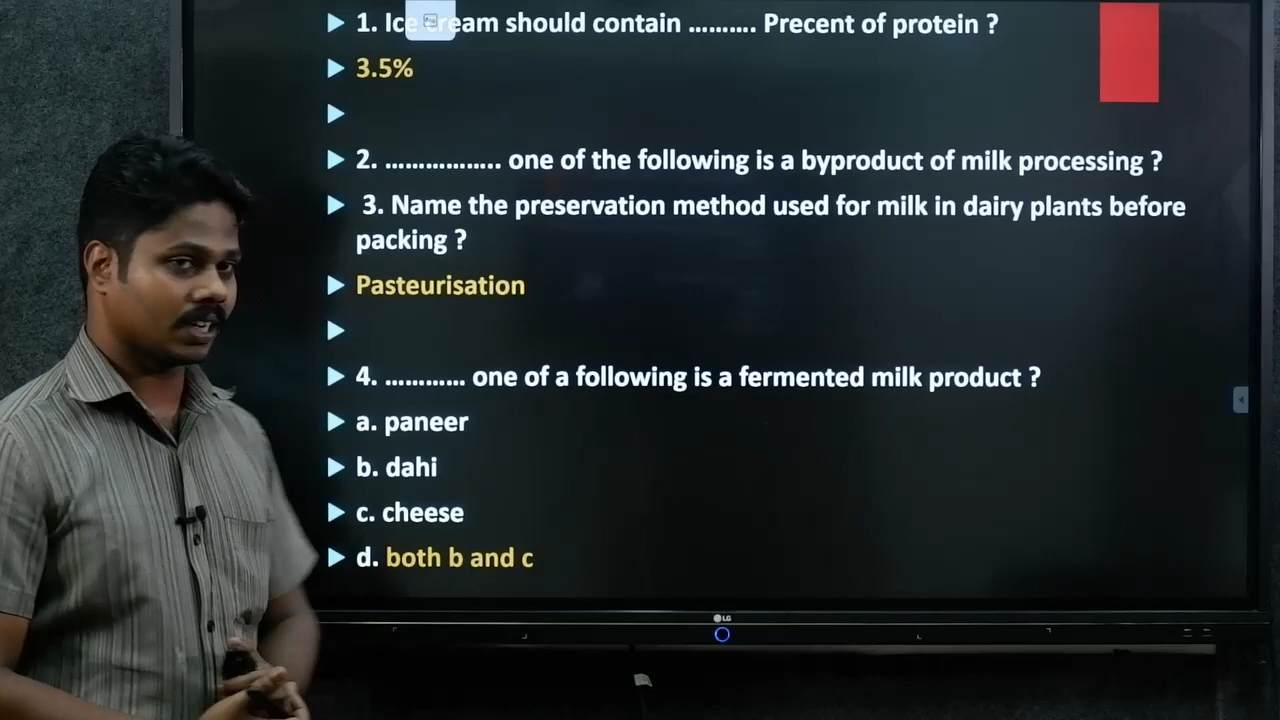 1. Ice cream should contain .......... Precent of protein ?
3.5%
2. .................. one of the following is a byproduct of milk processing ?
3. Name the preservation method used for milk in dairy plants before
packing ?
Pasteurisation
4. ............ one of a following is a fermented milk product ?
a. paneer
b. dahi
c. cheese
d. both b and c
LG